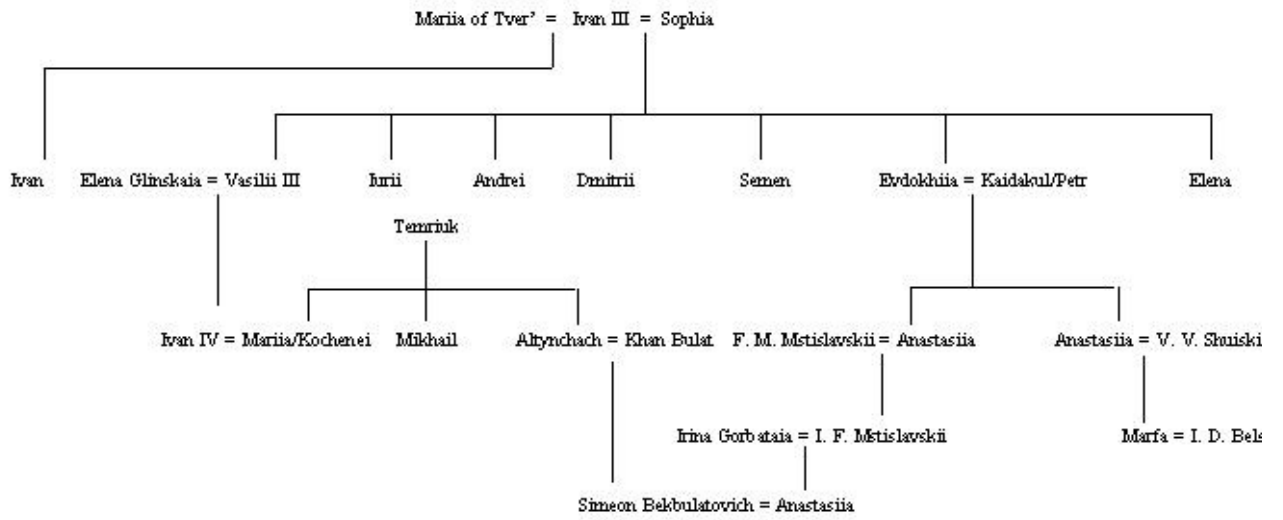 Mariia of Tver’ = Ivan III = Sophia
Ivan Elena Glinskaia = Vasilii III Iurii Andrei Dmitrii Semen Evdokhiia = Kaidakul/Petr Elena
Temriuk
Ivan IV = Mariia/Kochenei Mikhail Altynchach = Khan Bulat F. M. Mstislavskii = Anastasiia Anastasiia = V. V. Shuiski
Irina Gorbataia = I. F. Mstislavskii Marfa = I. D. Bels
Simeon Bekbulatovich = Anastasiia